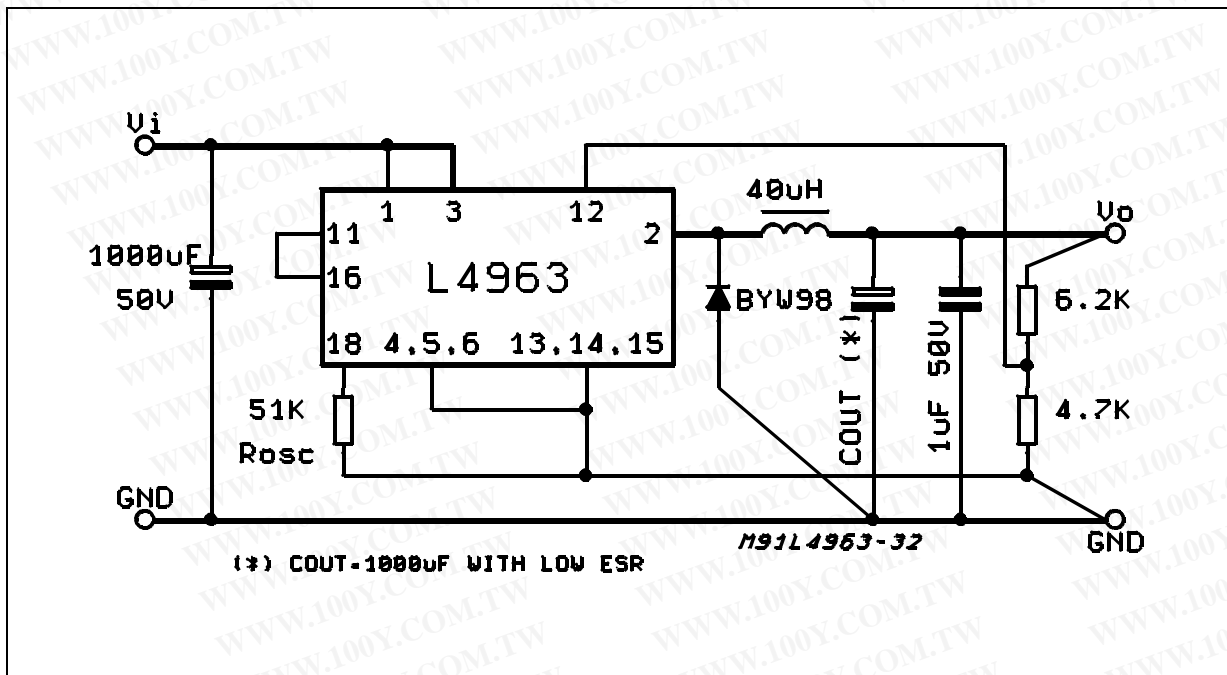 Vi
1 3 12
40uH
Vo
11
2
1000uF
50V
16
L4963
BYW98
6.2K
18 4,5,6 13,14,15
COUT (*)
1uF 50V
51K
Rosc
4.7K
GND
GND
M91L4963-32
(*) COUT=1000uF WITH LOW ESR
WWW.100Y.COM.TW